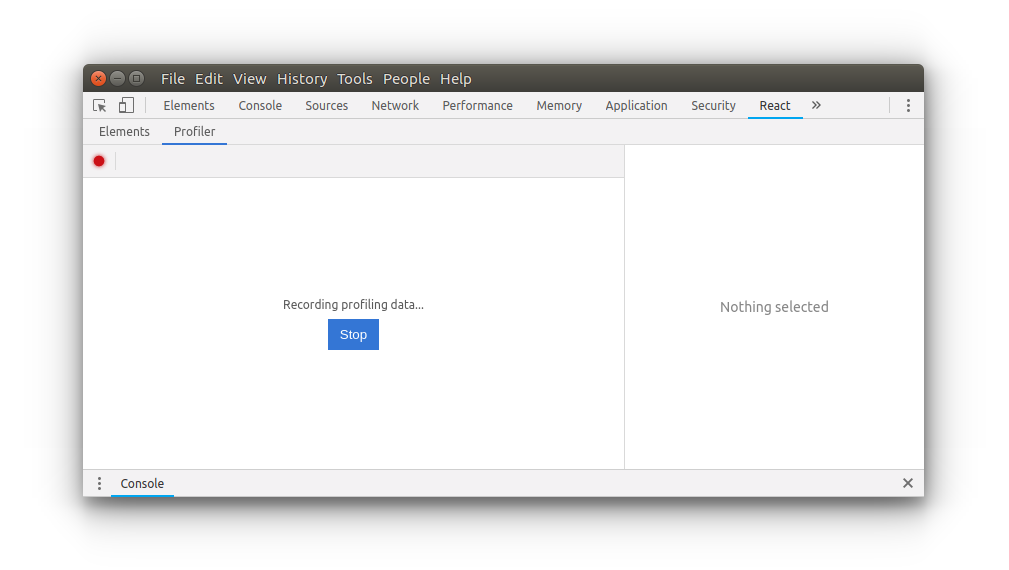 File Edit View History Tools People Help
Elements Console Sources Network Performance Memory Application Security React »
Elements Profiler
Recording profiling data...
Stop
Nothing selected
Console